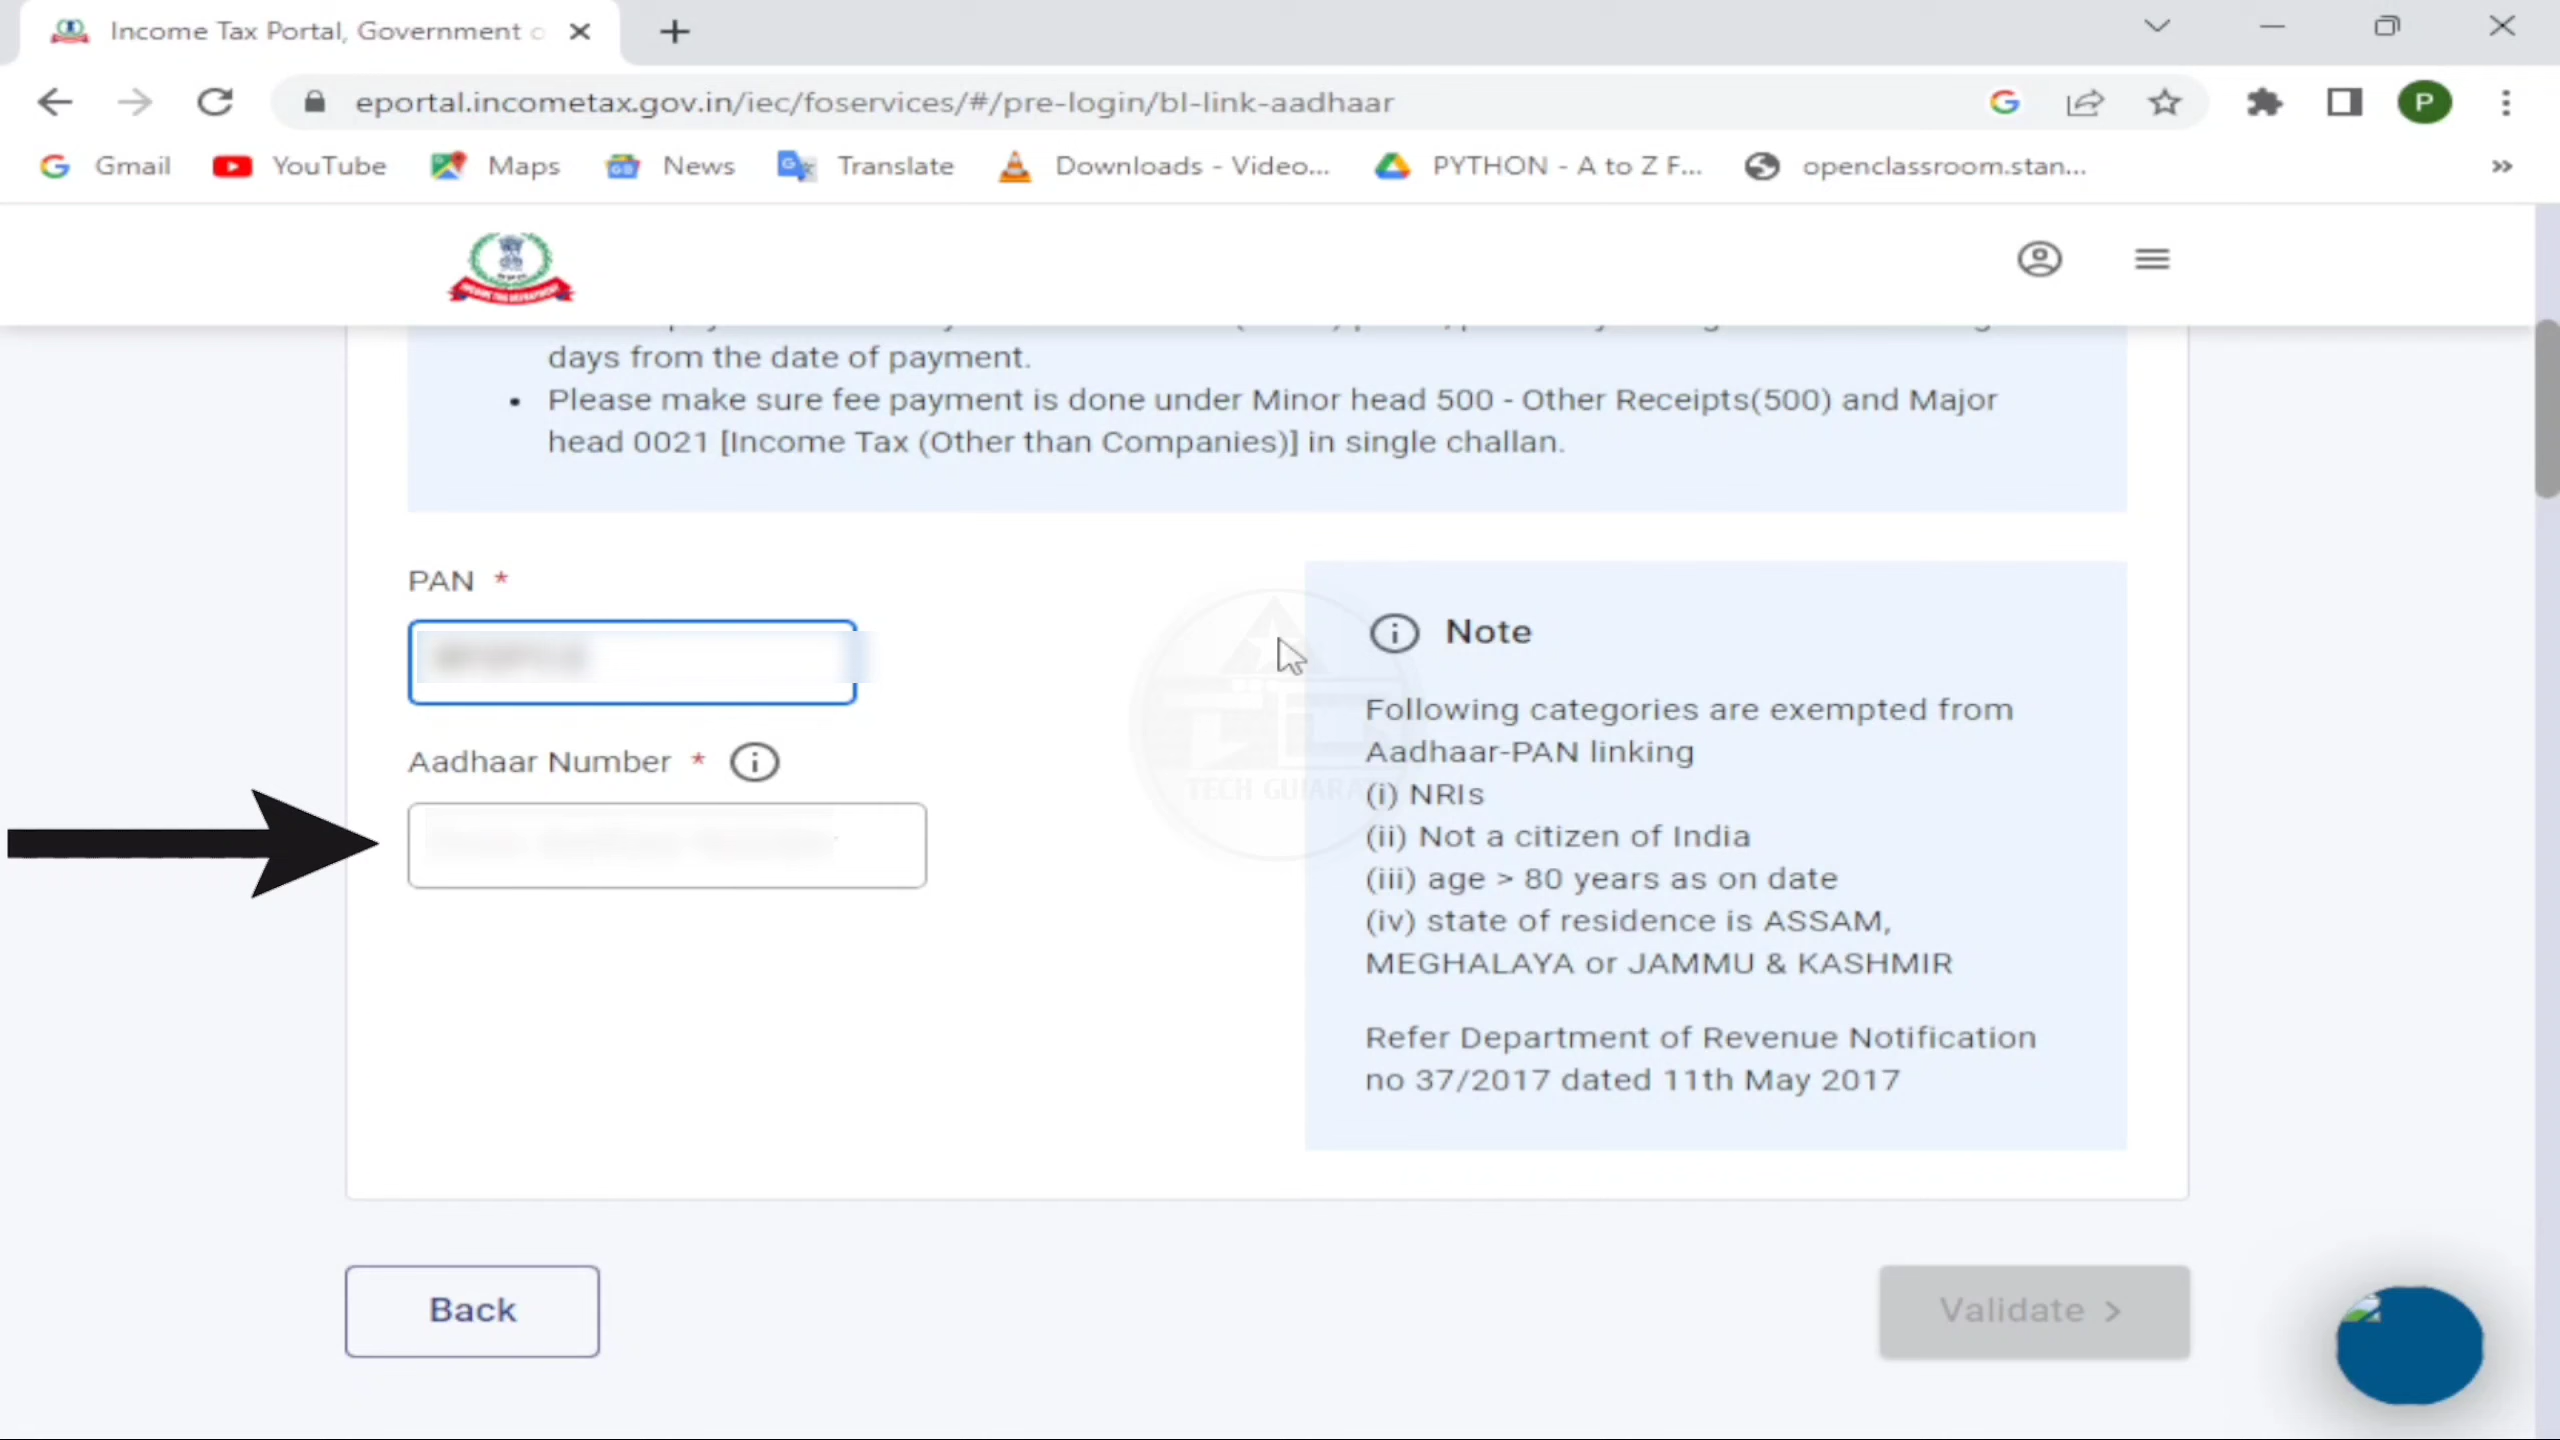 Income Tax Portal, Government o
eportal.incometax.gov.in/iec/foservices/#/pre-login/bl-link-aadhaar
P
Gmail
YouTube
Maps
News
Translate
Downloads - Video...
PYTHON - A to Z F...
openclassroom.stan...
days from the date of payment.
• Please make sure fee payment is done under Minor head 500 - Other Receipts(500) and Major
head 0021 [Income Tax (Other than Companies)] in single challan.
PAN *
Aadhaar Number *
Note
Following categories are exempted from
Aadhaar-PAN linking
(i) NRIs
(ii) Not a citizen of India
(iii) age > 80 years as on date
(iv) state of residence is ASSAM,
MEGHALAYA or JAMMU & KASHMIR
Refer Department of Revenue Notification
no 37/2017 dated 11th May 2017
Back
Validate >